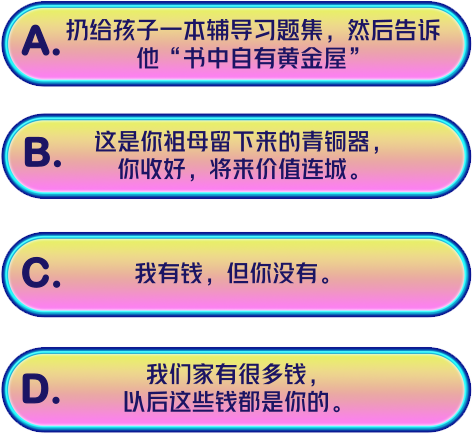 A. 扔给孩子一本辅导习题集，然后告诉
他“书中自有黄金屋”
B. 这是你祖母留下来的青铜器，
你收好，将来价值连城。
C. 我有钱，但你没有。
D. 我们家有很多钱，
以后这些钱都是你的。